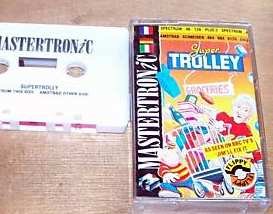 MASTERTRONIC
SUPERTROLLEY
MASTERTRONIC
SPECTRUM 48 128 PLUS 2 SPECTRUM
AMSTRAD SCHNEIDER 464 664 6128
Super
TROLLEY
GROCERIES
AS SEEN ON BBC TV'S
JIM'LL FIX IT
FLIPPY